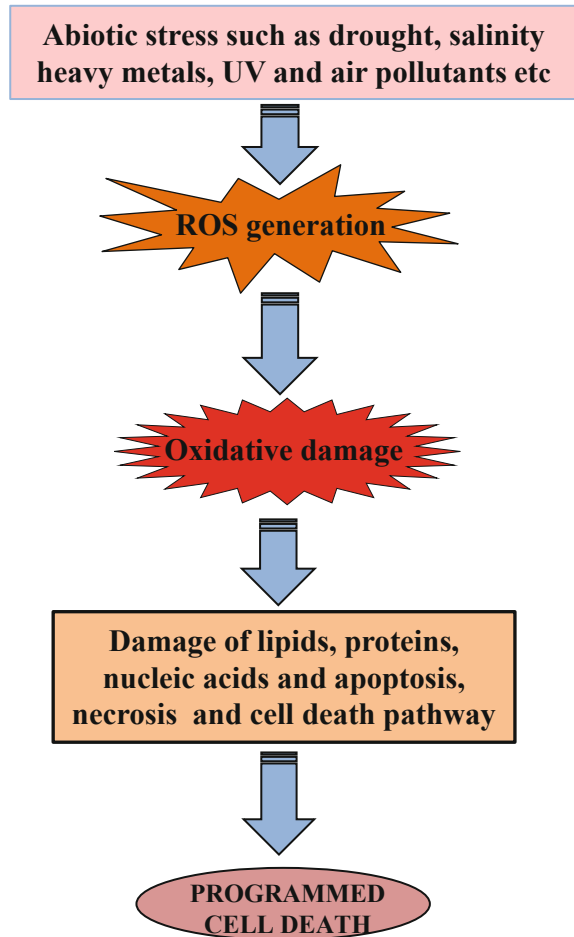 Abiotic stress such as drought, salinity
heavy metals, UV and air pollutants etc
ROS generation
Oxidative damage
Damage of lipids, proteins,
nucleic acids and apoptosis,
necrosis and cell death pathway
PROGRAMMED
CELL DEATH